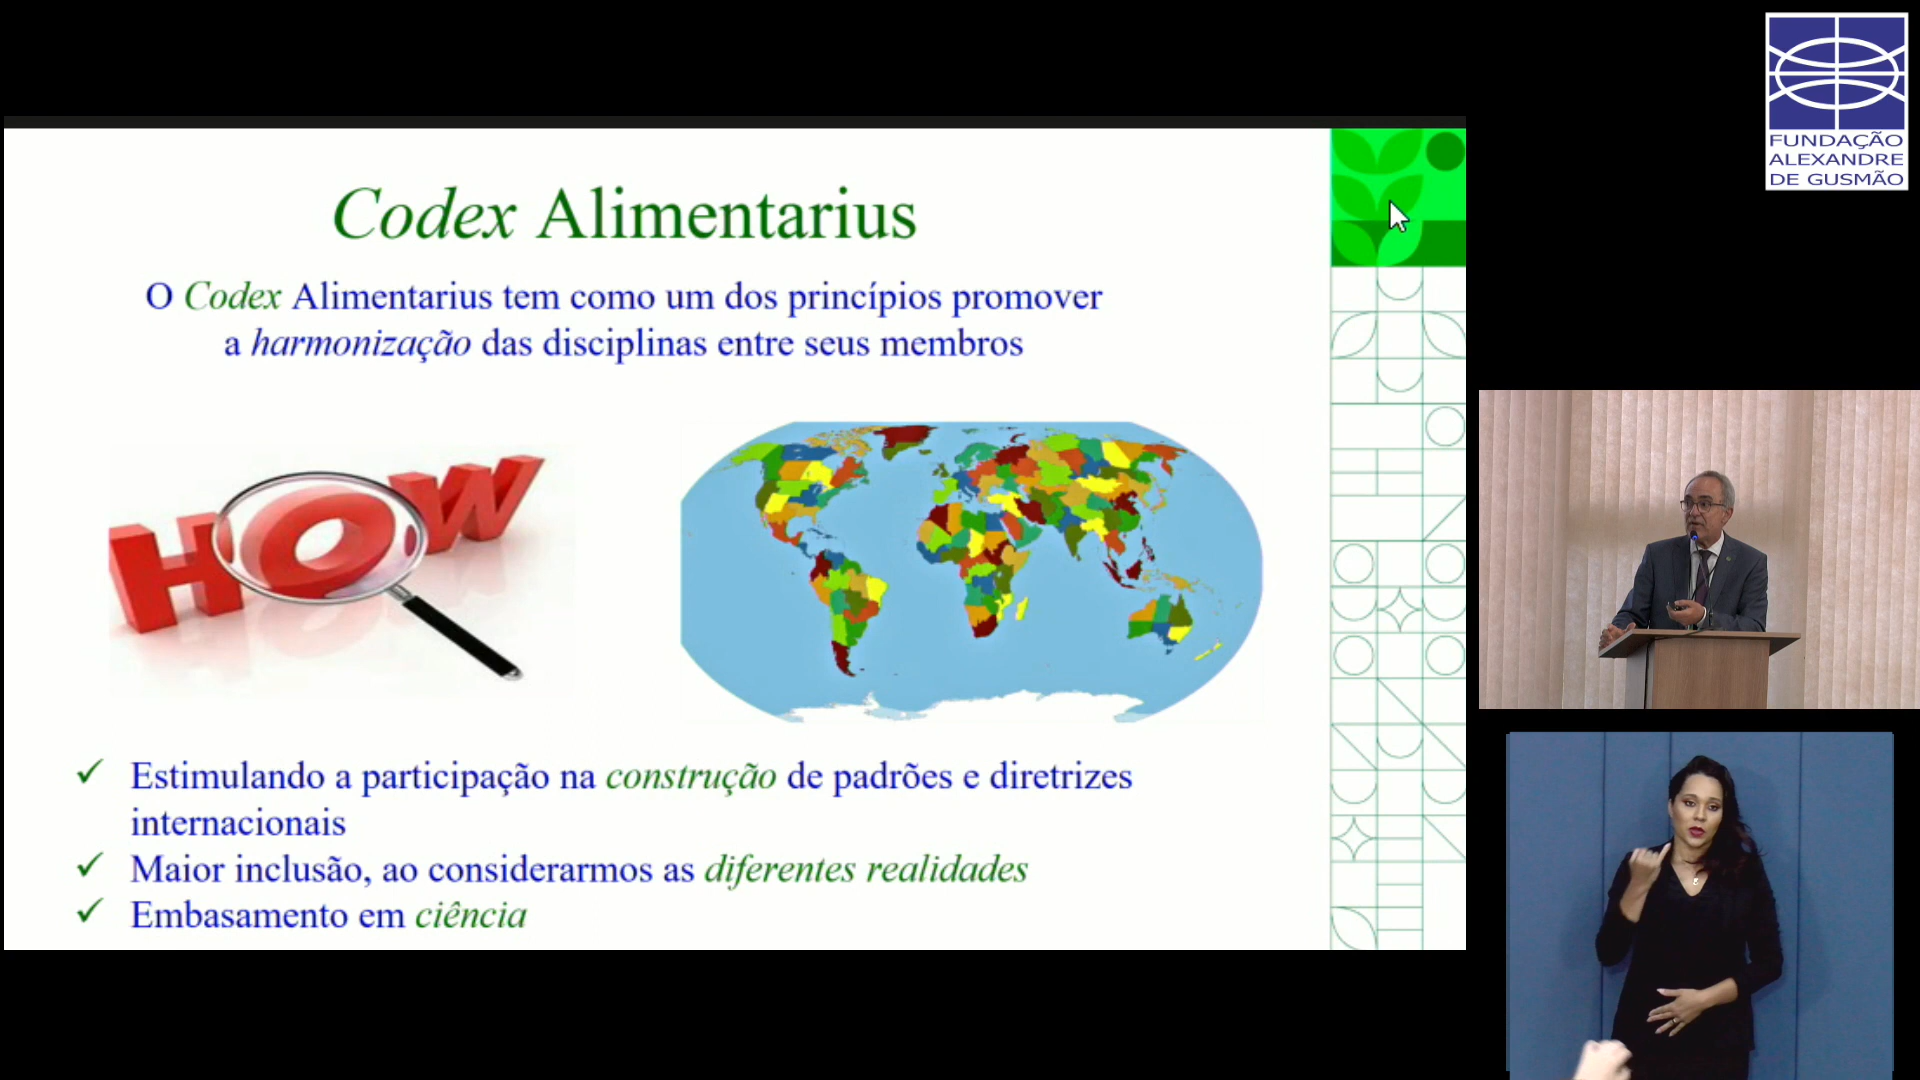 Codex Alimentarius
O Codex Alimentarius tem como um dos princípios promover
a harmonização das disciplinas entre seus membros
HOW
✓ Estimulando a participação na construção de padrões e diretrizes
internacionais
✓ Maior inclusão, ao considerarmos as diferentes realidades
✓ Embasamento em ciência
FUNDAÇÃO
ALEXANDRE
DE GUSMÃO